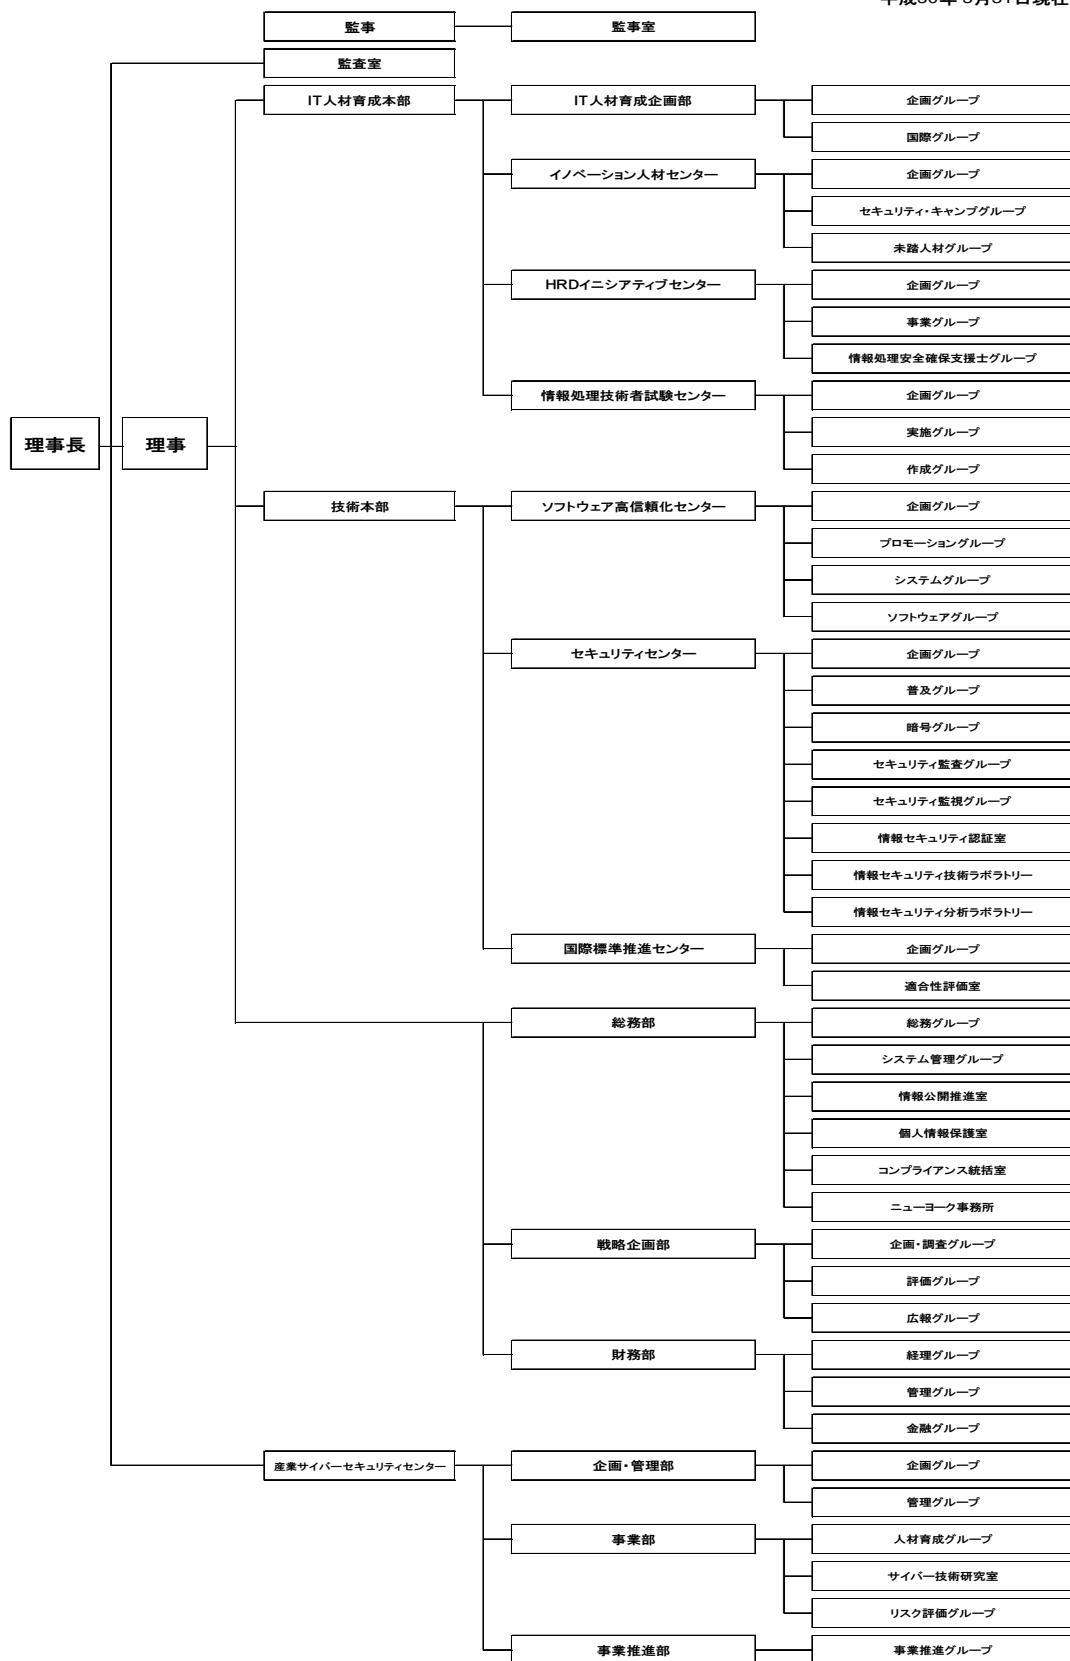 監事 監事室
監査室
IT人材育成本部 IT人材育成企画部 企画グループ
国際グループ
イノベーション人材センター 企画グループ
セキュリティ・キャンプグループ
未踏人材グループ
HRDイニシアティブセンター 企画グループ
事業グループ
情報処理安全確保支援士グループ
情報処理技術者試験センター 企画グループ
実施グループ
理事長 理事
作成グループ
技術本部 ソフトウェア高信頼化センター 企画グループ
プロモーショングループ
システムグループ
ソフトウェアグループ
セキュリティセンター 企画グループ
普及グループ
暗号グループ
セキュリティ監査グループ
セキュリティ監視グループ
情報セキュリティ認証室
情報セキュリティ技術ラボラトリー
情報セキュリティ分析ラボラトリー
国際標準推進センター 企画グループ
適合性評価室
総務部 総務グループ
システム管理グループ
情報公開推進室
個人情報保護室
コンプライアンス統括室
ニューヨーク事務所
戦略企画部 企画・調査グループ
評価グループ
広報グループ
財務部 経理グループ
管理グループ
金融グループ
産業サイバーセキュリティセンター 企画・管理部 企画グループ
管理グループ
事業部 人材育成グループ
サイバー技術研究室
リスク評価グループ
事業推進部 事業推進グループ